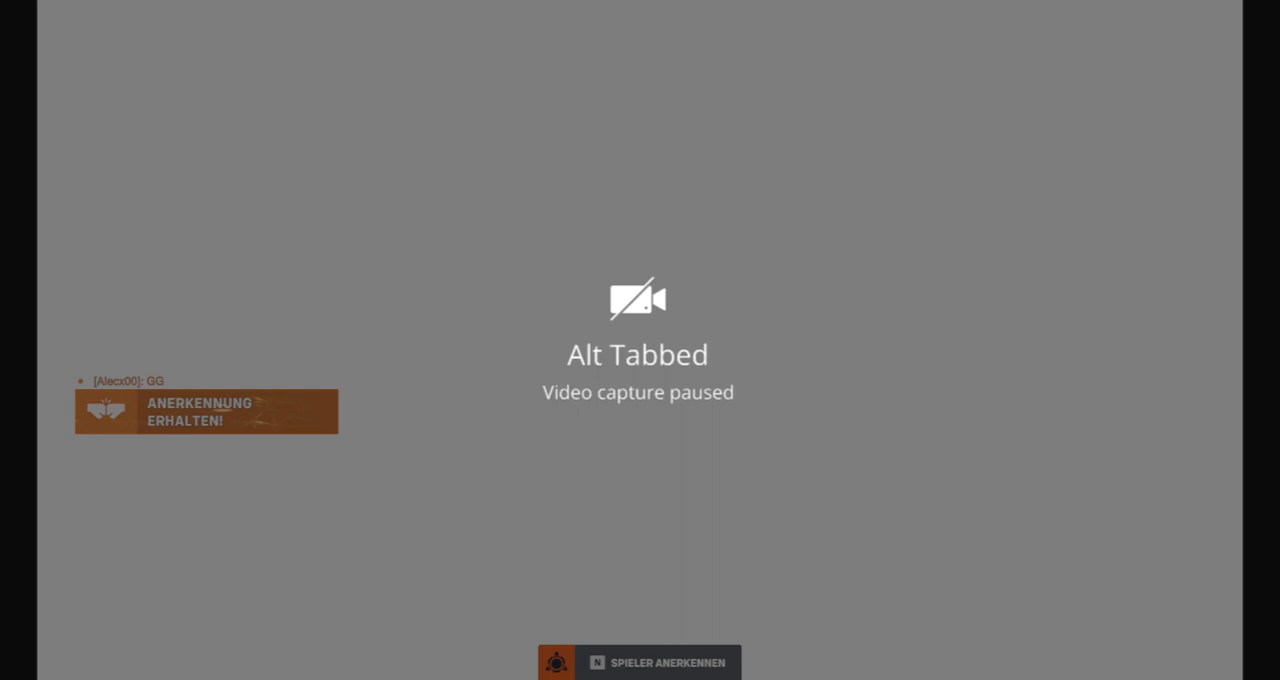 Alt Tabbed
Video capture paused
[Alecx00]: GG
ANERKENNUNG
ERHALTEN!
N SPIELER ANERKENNEN